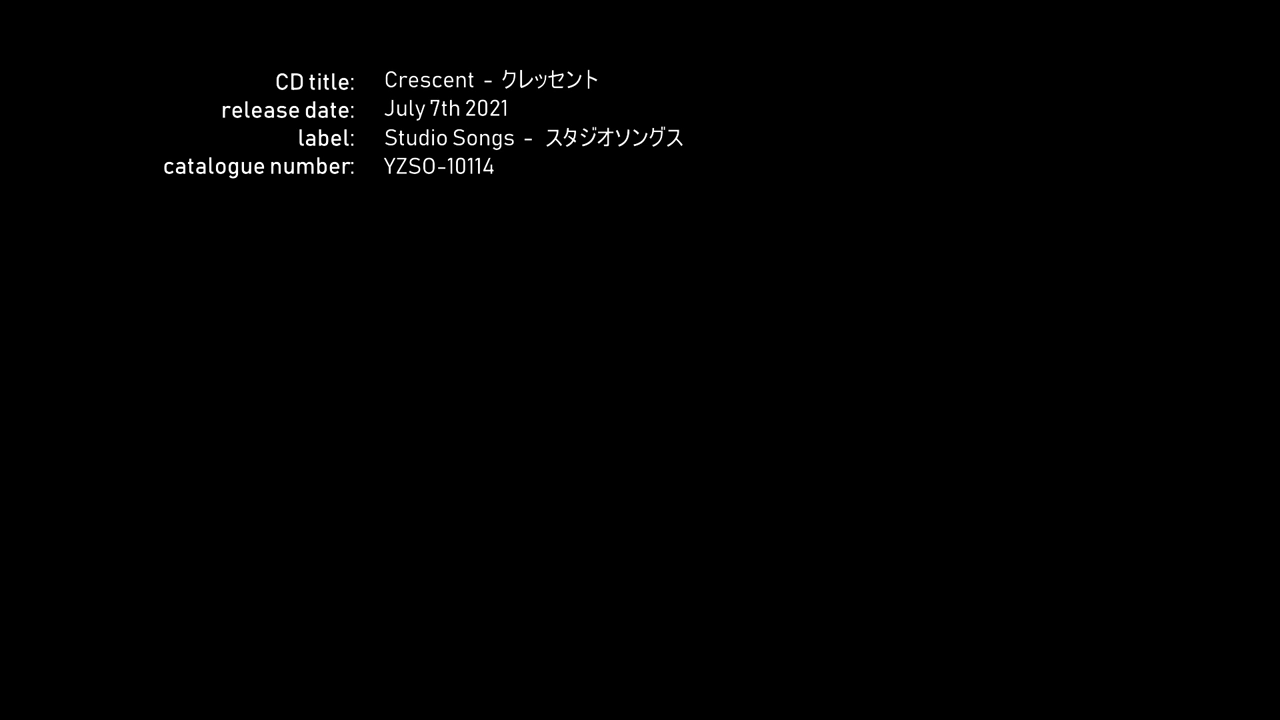 CD title: Crescent - クレッセント
release date: July 7th 2021
label: Studio Songs - スタジオソングス
catalogue number: YZSO-10114